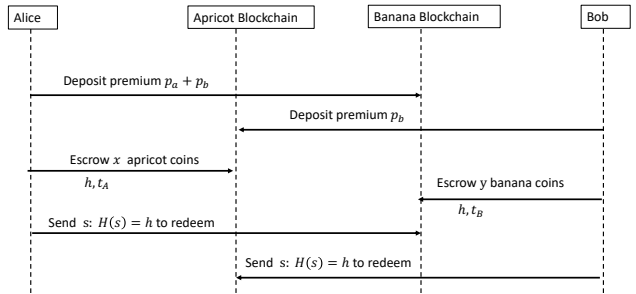 Alice
Apricot Blockchain
Banana Blockchain
Bob
Deposit premium pₐ + p_b
Deposit premium p_b
Escrow x apricot coins
h, t_A
Escrow y banana coins
h, t_B
Send s: H(s) = h to redeem
Send s: H(s) = h to redeem